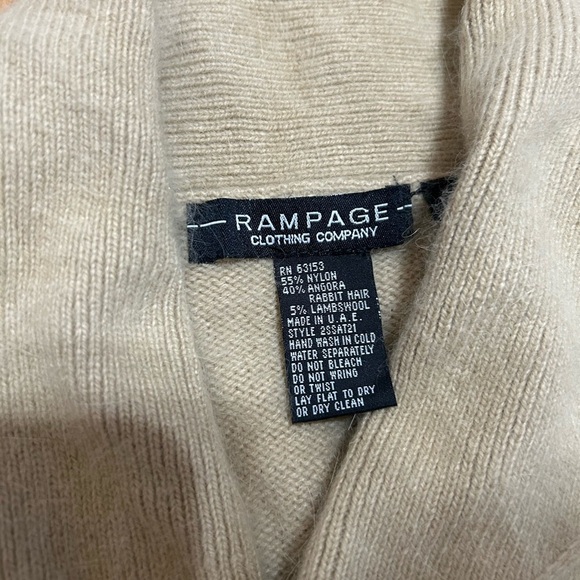 RAMPAGE
CLOTHING COMPANY
RN 63153
55% NYLON
40% ANGORA
RABBIT HAIR
5% LAMBSWOOL
MADE IN U.A.E.
STYLE 2SSAT21
HAND WASH IN COLD
WATER SEPARATELY
DO NOT BLEACH
DO NOT WRING
OR TWIST
LAY FLAT TO DRY
OR DRY CLEAN